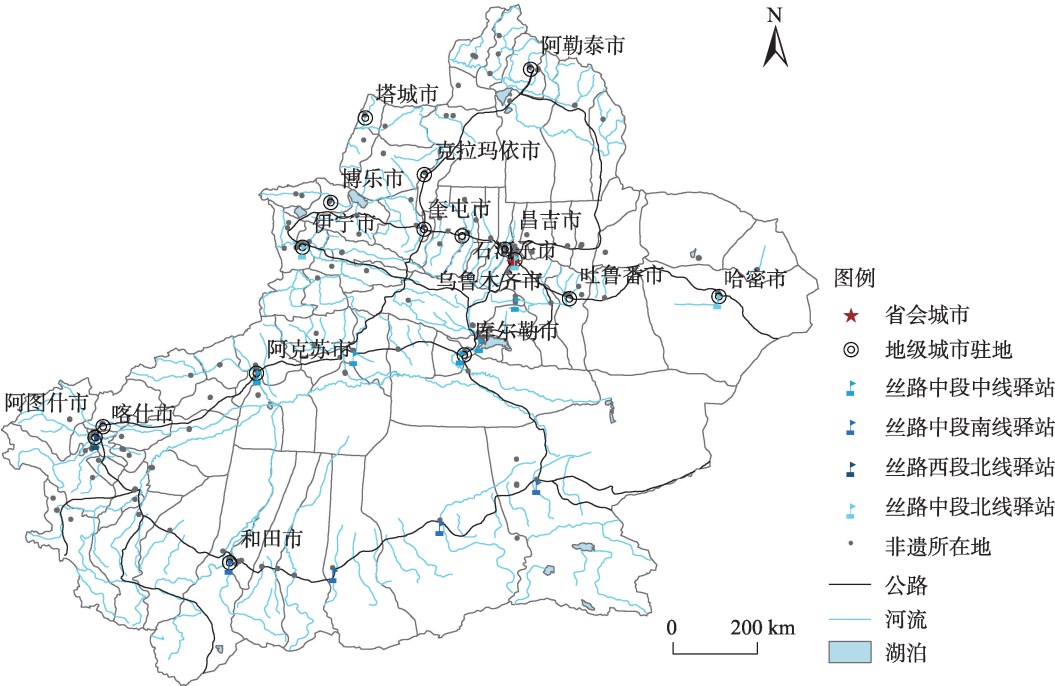 N
阿勒泰市
塔城市
克拉玛依市
博乐市
奎屯市
伊宁市
昌吉市
石河子市
乌鲁木齐市
吐鲁番市
哈密市
库尔勒市
阿克苏市
阿图什市
喀什市
和田市
图例
省会城市
地级城市驻地
丝路中段中线驿站
丝路中段南线驿站
丝路西段北线驿站
丝路中段北线驿站
非遗所在地
公路
河流
湖泊
0 200 km